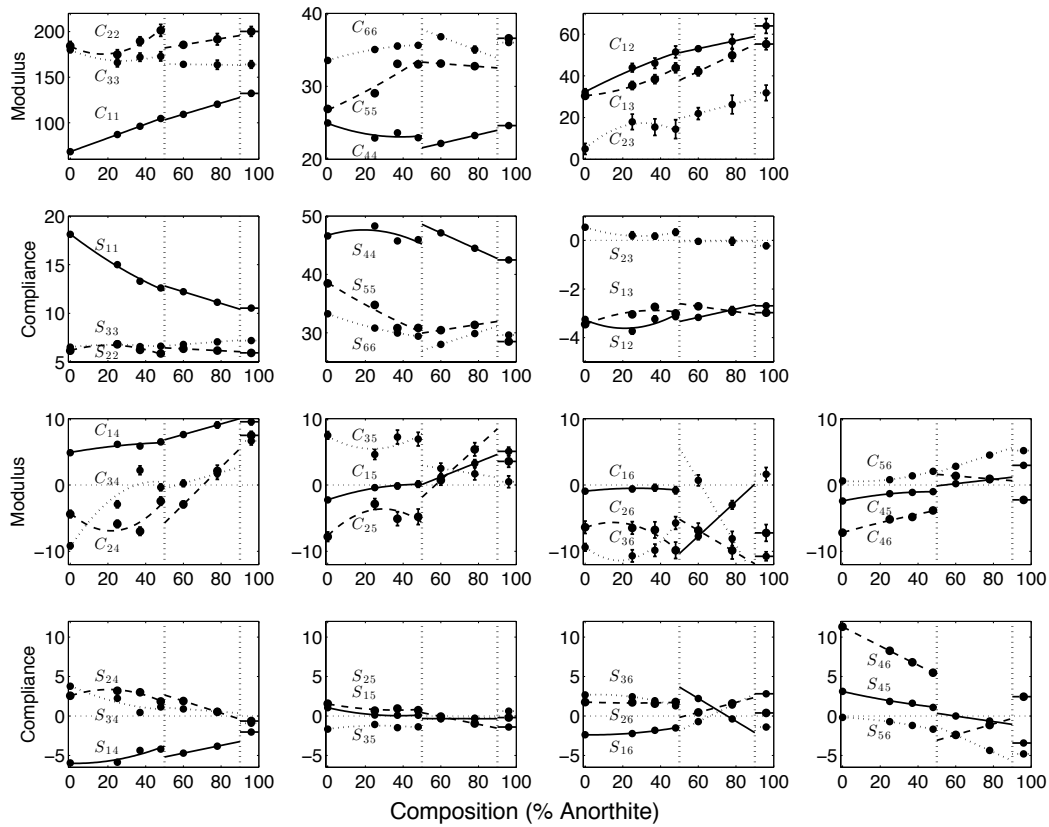 Modulus
200
150
100
C₂₂
C₃₃
C₁₁
0 20 40 60 80 100
40
30
20
C₆₆
C₅₅
C₄₄
0 20 40 60 80 100
60
40
20
0
C₁₂
C₁₃
C₂₃
0 20 40 60 80 100
Compliance
20
15
10
5
S₁₁
S₃₃
S₂₂
0 20 40 60 80 100
50
40
30
S₄₄
S₅₅
S₆₆
0 20 40 60 80 100
0
−2
−4
S₂₃
S₁₃
S₁₂
0 20 40 60 80 100
Modulus
10
5
0
−5
−10
C₁₄
C₃₄
C₂₄
0 20 40 60 80 100
10
5
0
−5
−10
C₃₅
C₁₅
C₂₅
0 20 40 60 80 100
10
5
0
−5
−10
C₁₆
C₂₆
C₃₆
0 20 40 60 80 100
10
5
0
−5
−10
C₅₆
C₄₅
C₄₆
0 20 40 60 80 100
Compliance
10
5
0
−5
S₂₄
S₃₄
S₁₄
0 20 40 60 80 100
10
5
0
−5
S₂₅
S₁₅
S₃₅
0 20 40 60 80 100
10
5
0
−5
S₃₆
S₂₆
S₁₆
0 20 40 60 80 100
10
5
0
−5
S₄₆
S₄₅
S₅₆
0 20 40 60 80 100
Composition (% Anorthite)